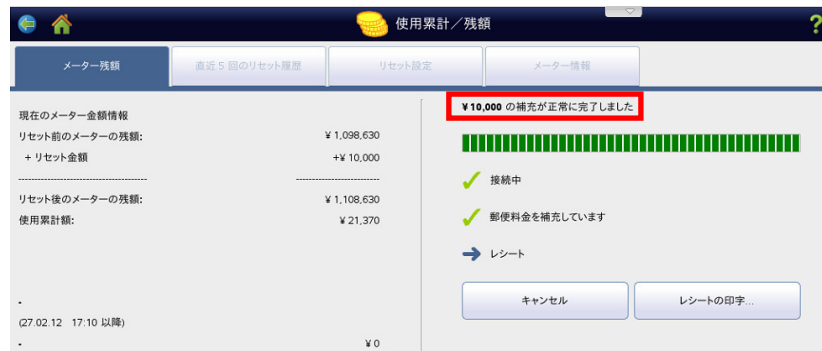 使用累計／残額
?
メーター残額
直近５回のリセット履歴
リセット設定
メーター情報
現在のメーター金額情報
リセット前のメーターの残額: ¥ 1,098,630
+ リセット金額 +¥ 10,000
リセット後のメーターの残額: ¥ 1,108,630
使用累計額: ¥ 21,370
-
(27.02.12 17:10 以降)
- ¥ 0
¥10,000 の補充が正常に完了しました
接続中
郵便料金を補充しています
レシート
キャンセル
レシートの印字...